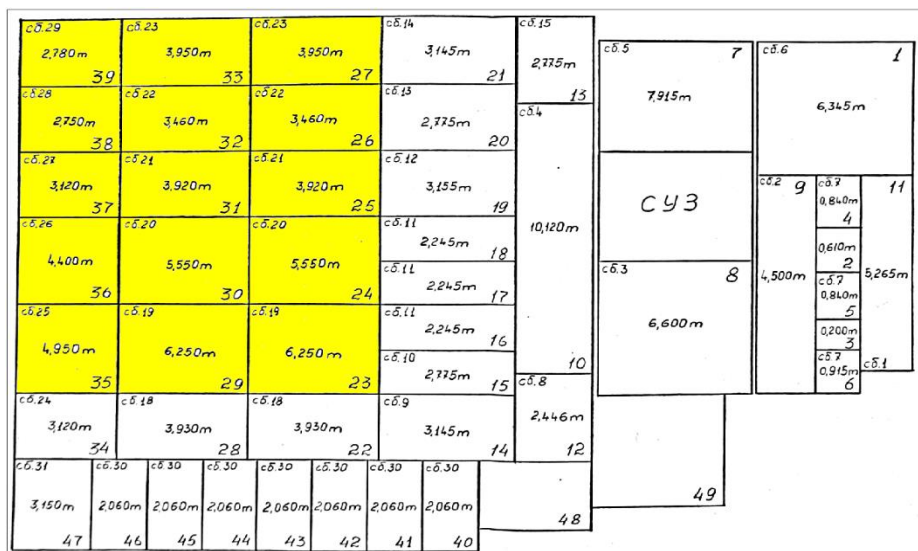 сб.29
2,780m
39
сб.23
3,950m
33
сб.23
3,950m
27
сб.14
3,145m
21
сб.15
2,775m
13
сб.5
7
7,915m
сб.6
1
6,345m
сб.28
2,750m
38
сб.22
3,460m
32
сб.22
3,460m
26
сб.13
2,775m
20
сб.4
10,120m
10
сб.27
3,120m
37
сб.21
3,920m
31
сб.21
3,920m
25
сб.12
3,155m
19
СУЗ
сб.2
9
4,500m
сб.7
0,840m
4
0,610m
2
сб.7
0,840m
5
0,200m
3
сб.7
0,915m
6
11
5,265m
сб.1
сб.26
4,400m
36
сб.20
5,550m
30
сб.20
5,550m
24
сб.11
2,245m
18
2,245m
сб.11
17
сб.3
8
6,600m
сб.25
4,950m
35
сб.19
6,250m
29
сб.19
6,250m
23
сб.11
2,245m
16
сб.10
2,775m
15
сб.24
3,120m
34
сб.18
3,930m
28
сб.18
3,930m
22
сб.9
3,145m
14
сб.8
2,446m
12
49
сб.31
3,150m
47
сб.30
2,060m
46
сб.30
2,060m
45
сб.30
2,060m
44
сб.30
2,060m
43
сб.30
2,060m
42
сб.30
2,060m
41
сб.30
2,060m
40
48